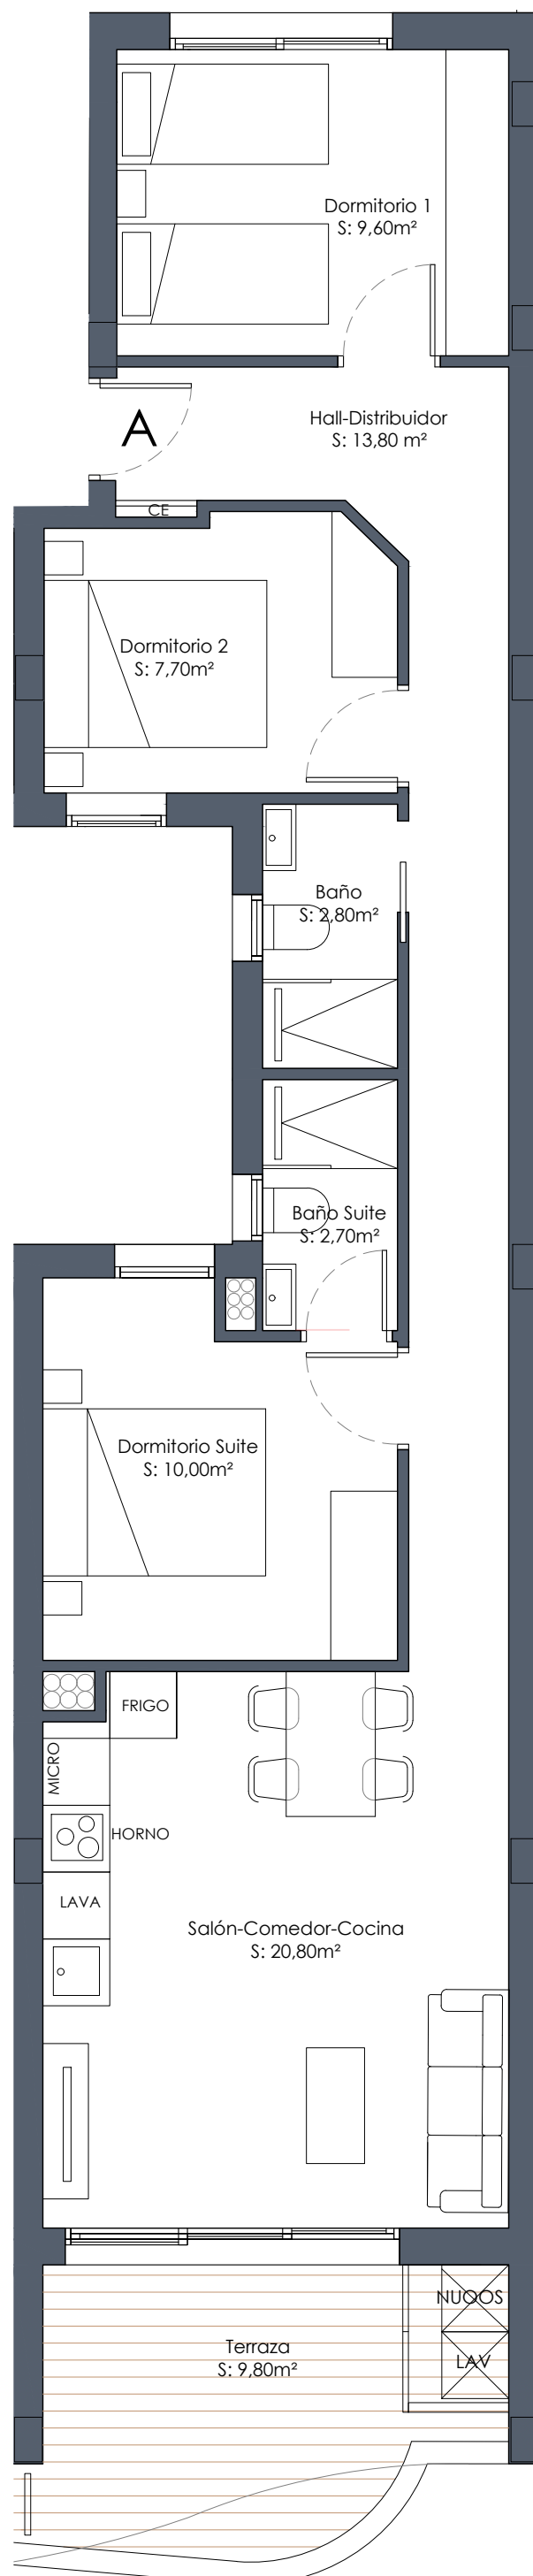 Dormitorio 1
S: 9,60m²
Hall-Distribuidor
S: 13,80 m²
A
CE
Dormitorio 2
S: 7,70m²
Baño
S: 2,80m²
Baño Suite
S: 2,70m²
Dormitorio Suite
S: 10,00m²
FRIGO
MICRO
HORNO
LAVA
Salón-Comedor-Cocina
S: 20,80m²
NUOOS
Terraza
S: 9,80m²
LAV